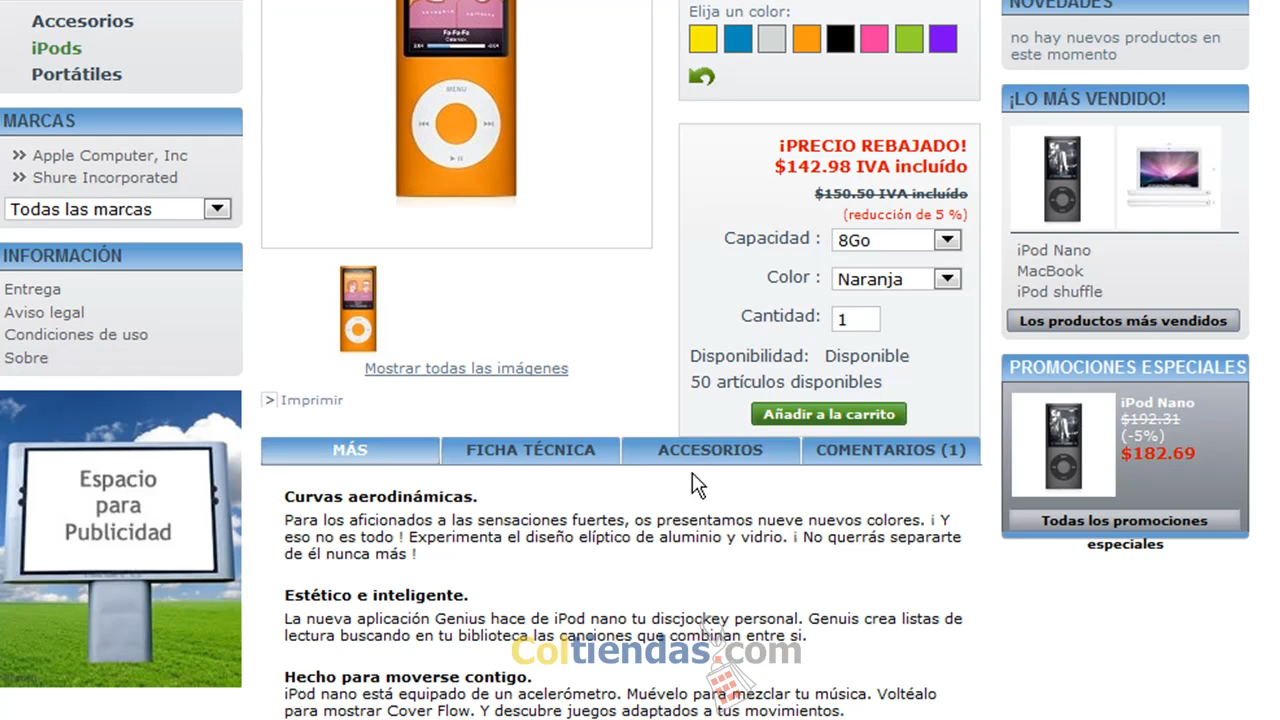 Accesorios
iPods
Portátiles
MARCAS
>> Apple Computer, Inc
>> Shure Incorporated
Todas las marcas
INFORMACIÓN
Entrega
Aviso legal
Condiciones de uso
Sobre
Espacio
para
Publicidad
Fa-Fa-Fa
MENU
Mostrar todas las imágenes
> Imprimir
Elija un color:
¡PRECIO REBAJADO!
$142.98 IVA incluído
$150.50 IVA incluído
(reducción de 5 %)
Capacidad : 8Go
Color : Naranja
Cantidad: 1
Disponibilidad: Disponible
50 artículos disponibles
Añadir a la carrito
MÁS FICHA TÉCNICA ACCESORIOS COMENTARIOS (1)
Curvas aerodinámicas.
Para los aficionados a las sensaciones fuertes, os presentamos nueve nuevos colores. ¡ Y
eso no es todo ! Experimenta el diseño elíptico de aluminio y vidrio. ¡ No querrás separarte
de él nunca más !
Estético e inteligente.
La nueva aplicación Genius hace de iPod nano tu discjockey personal. Genuis crea listas de
lectura buscando en tu biblioteca las canciones que combinan entre si.
Coltiendas.com
Hecho para moverse contigo.
iPod nano está equipado de un acelerómetro. Muévelo para mezclar tu música. Voltéalo
para mostrar Cover Flow. Y descubre juegos adaptados a tus movimientos.
NOVEDADES
no hay nuevos productos en
este momento
¡LO MÁS VENDIDO!
iPod Nano
MacBook
iPod shuffle
Los productos más vendidos
PROMOCIONES ESPECIALES
iPod Nano
$192.31
(-5%)
$182.69
Todas los promociones
especiales